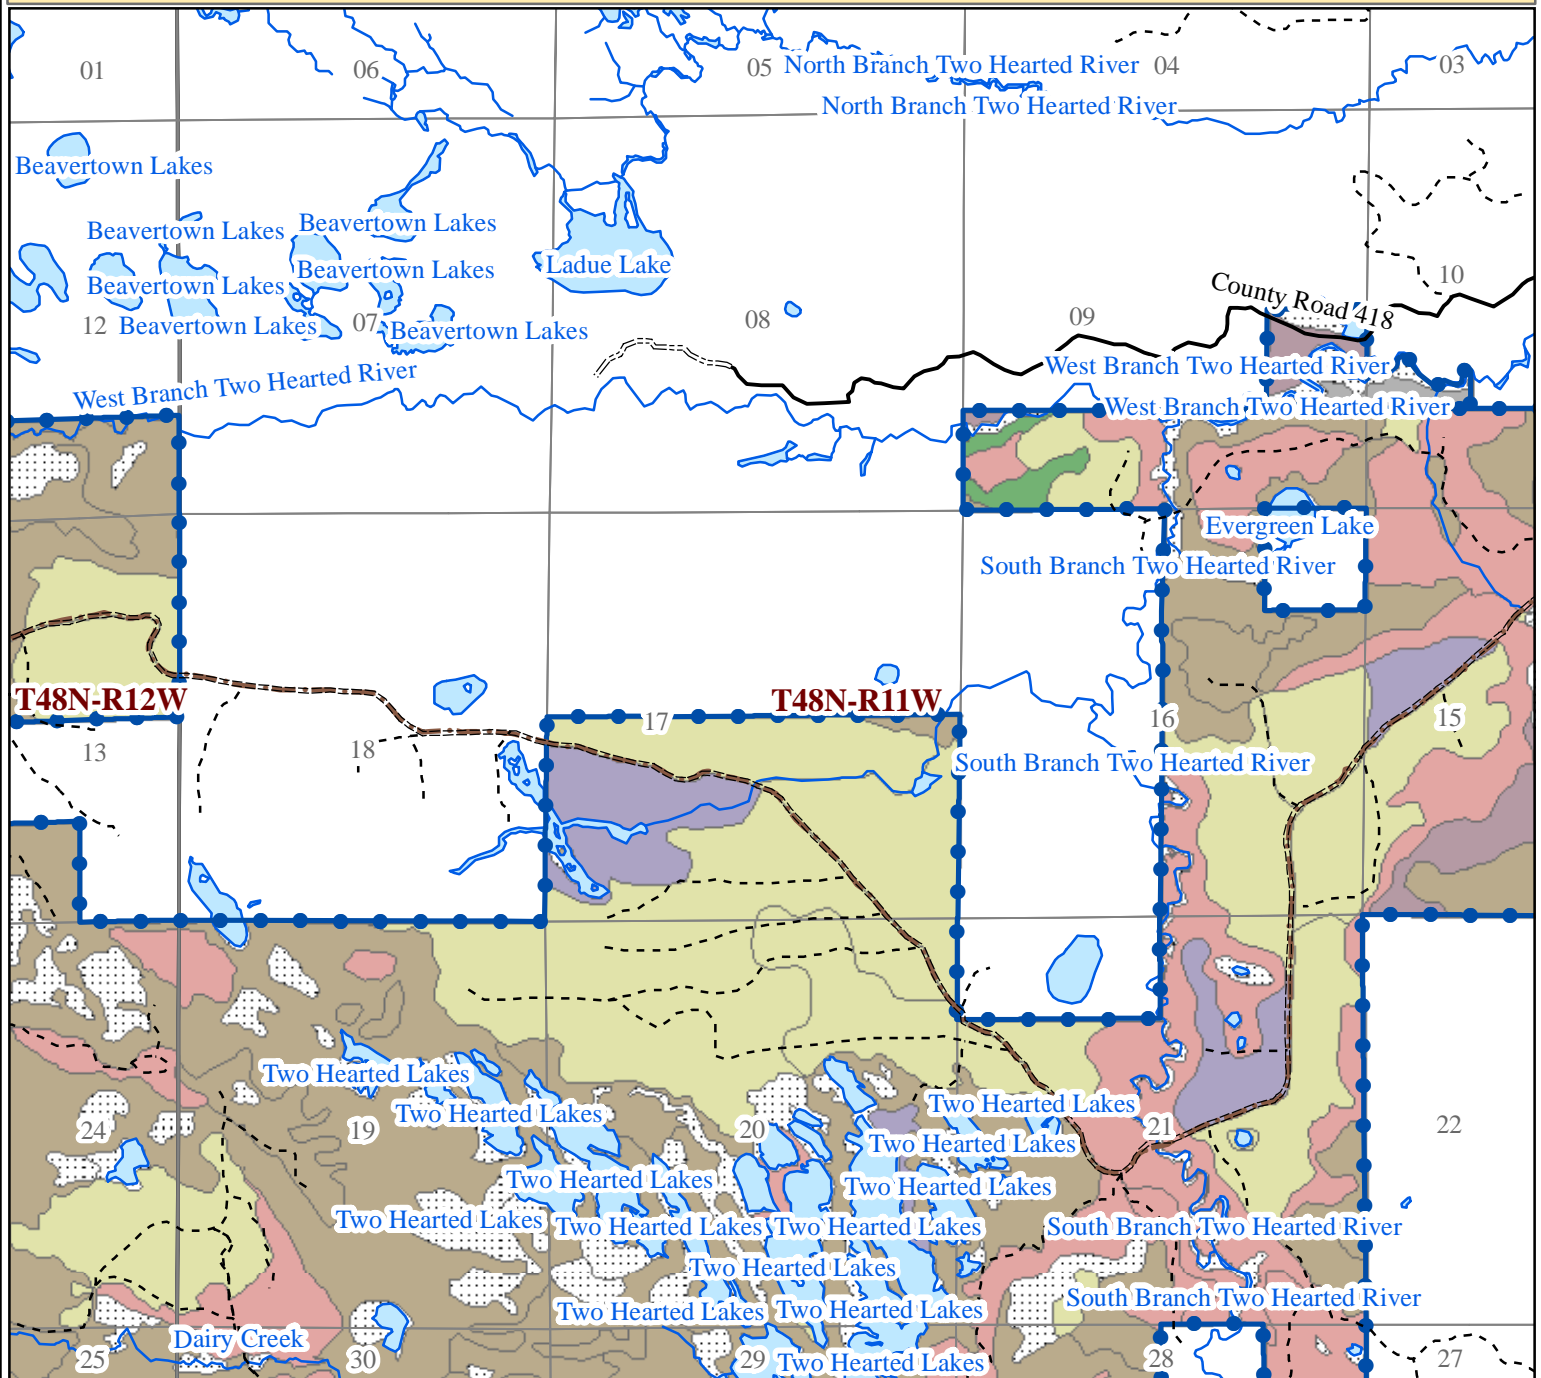 01
06
05
North Branch Two Hearted River
04
03
North Branch Two Hearted River
Beavertown Lakes
Beavertown Lakes
Beavertown Lakes
Ladue Lake
Beavertown Lakes
Beavertown Lakes
10
County Road 418
12
Beavertown Lakes
07
Beavertown Lakes
08
09
West Branch Two Hearted River
West Branch Two Hearted River
West Branch Two Hearted River
Evergreen Lake
South Branch Two Hearted River
T48N-R12W
T48N-R11W
13
18
17
16
15
South Branch Two Hearted River
Two Hearted Lakes
Two Hearted Lakes
Two Hearted Lakes
24
19
20
21
22
Two Hearted Lakes
Two Hearted Lakes
Two Hearted Lakes
Two Hearted Lakes
Two Hearted Lakes
Two Hearted Lakes
South Branch Two Hearted River
Two Hearted Lakes
South Branch Two Hearted River
Two Hearted Lakes
Two Hearted Lakes
Dairy Creek
25
30
29
Two Hearted Lakes
28
27